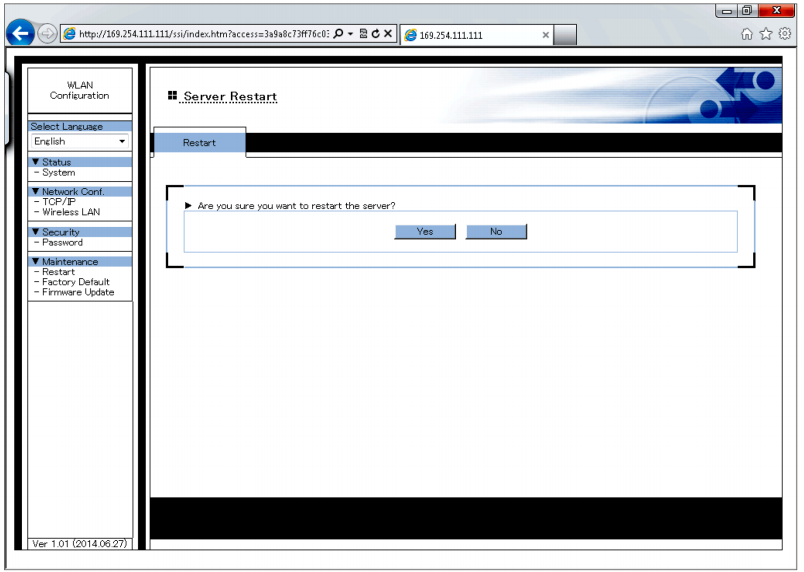 http://169.254.111.111/ssi/index.htm?access=3a9a8c73ff76c0:
169.254.111.111
WLAN
Configuration
Select Language
English
▼ Status
- System
▼ Network Conf.
- TCP/IP
- Wireless LAN
▼ Security
- Password
▼ Maintenance
- Restart
- Factory Default
- Firmware Update
Ver 1.01 (2014.06.27)
Server Restart
Restart
Are you sure you want to restart the server?
Yes No